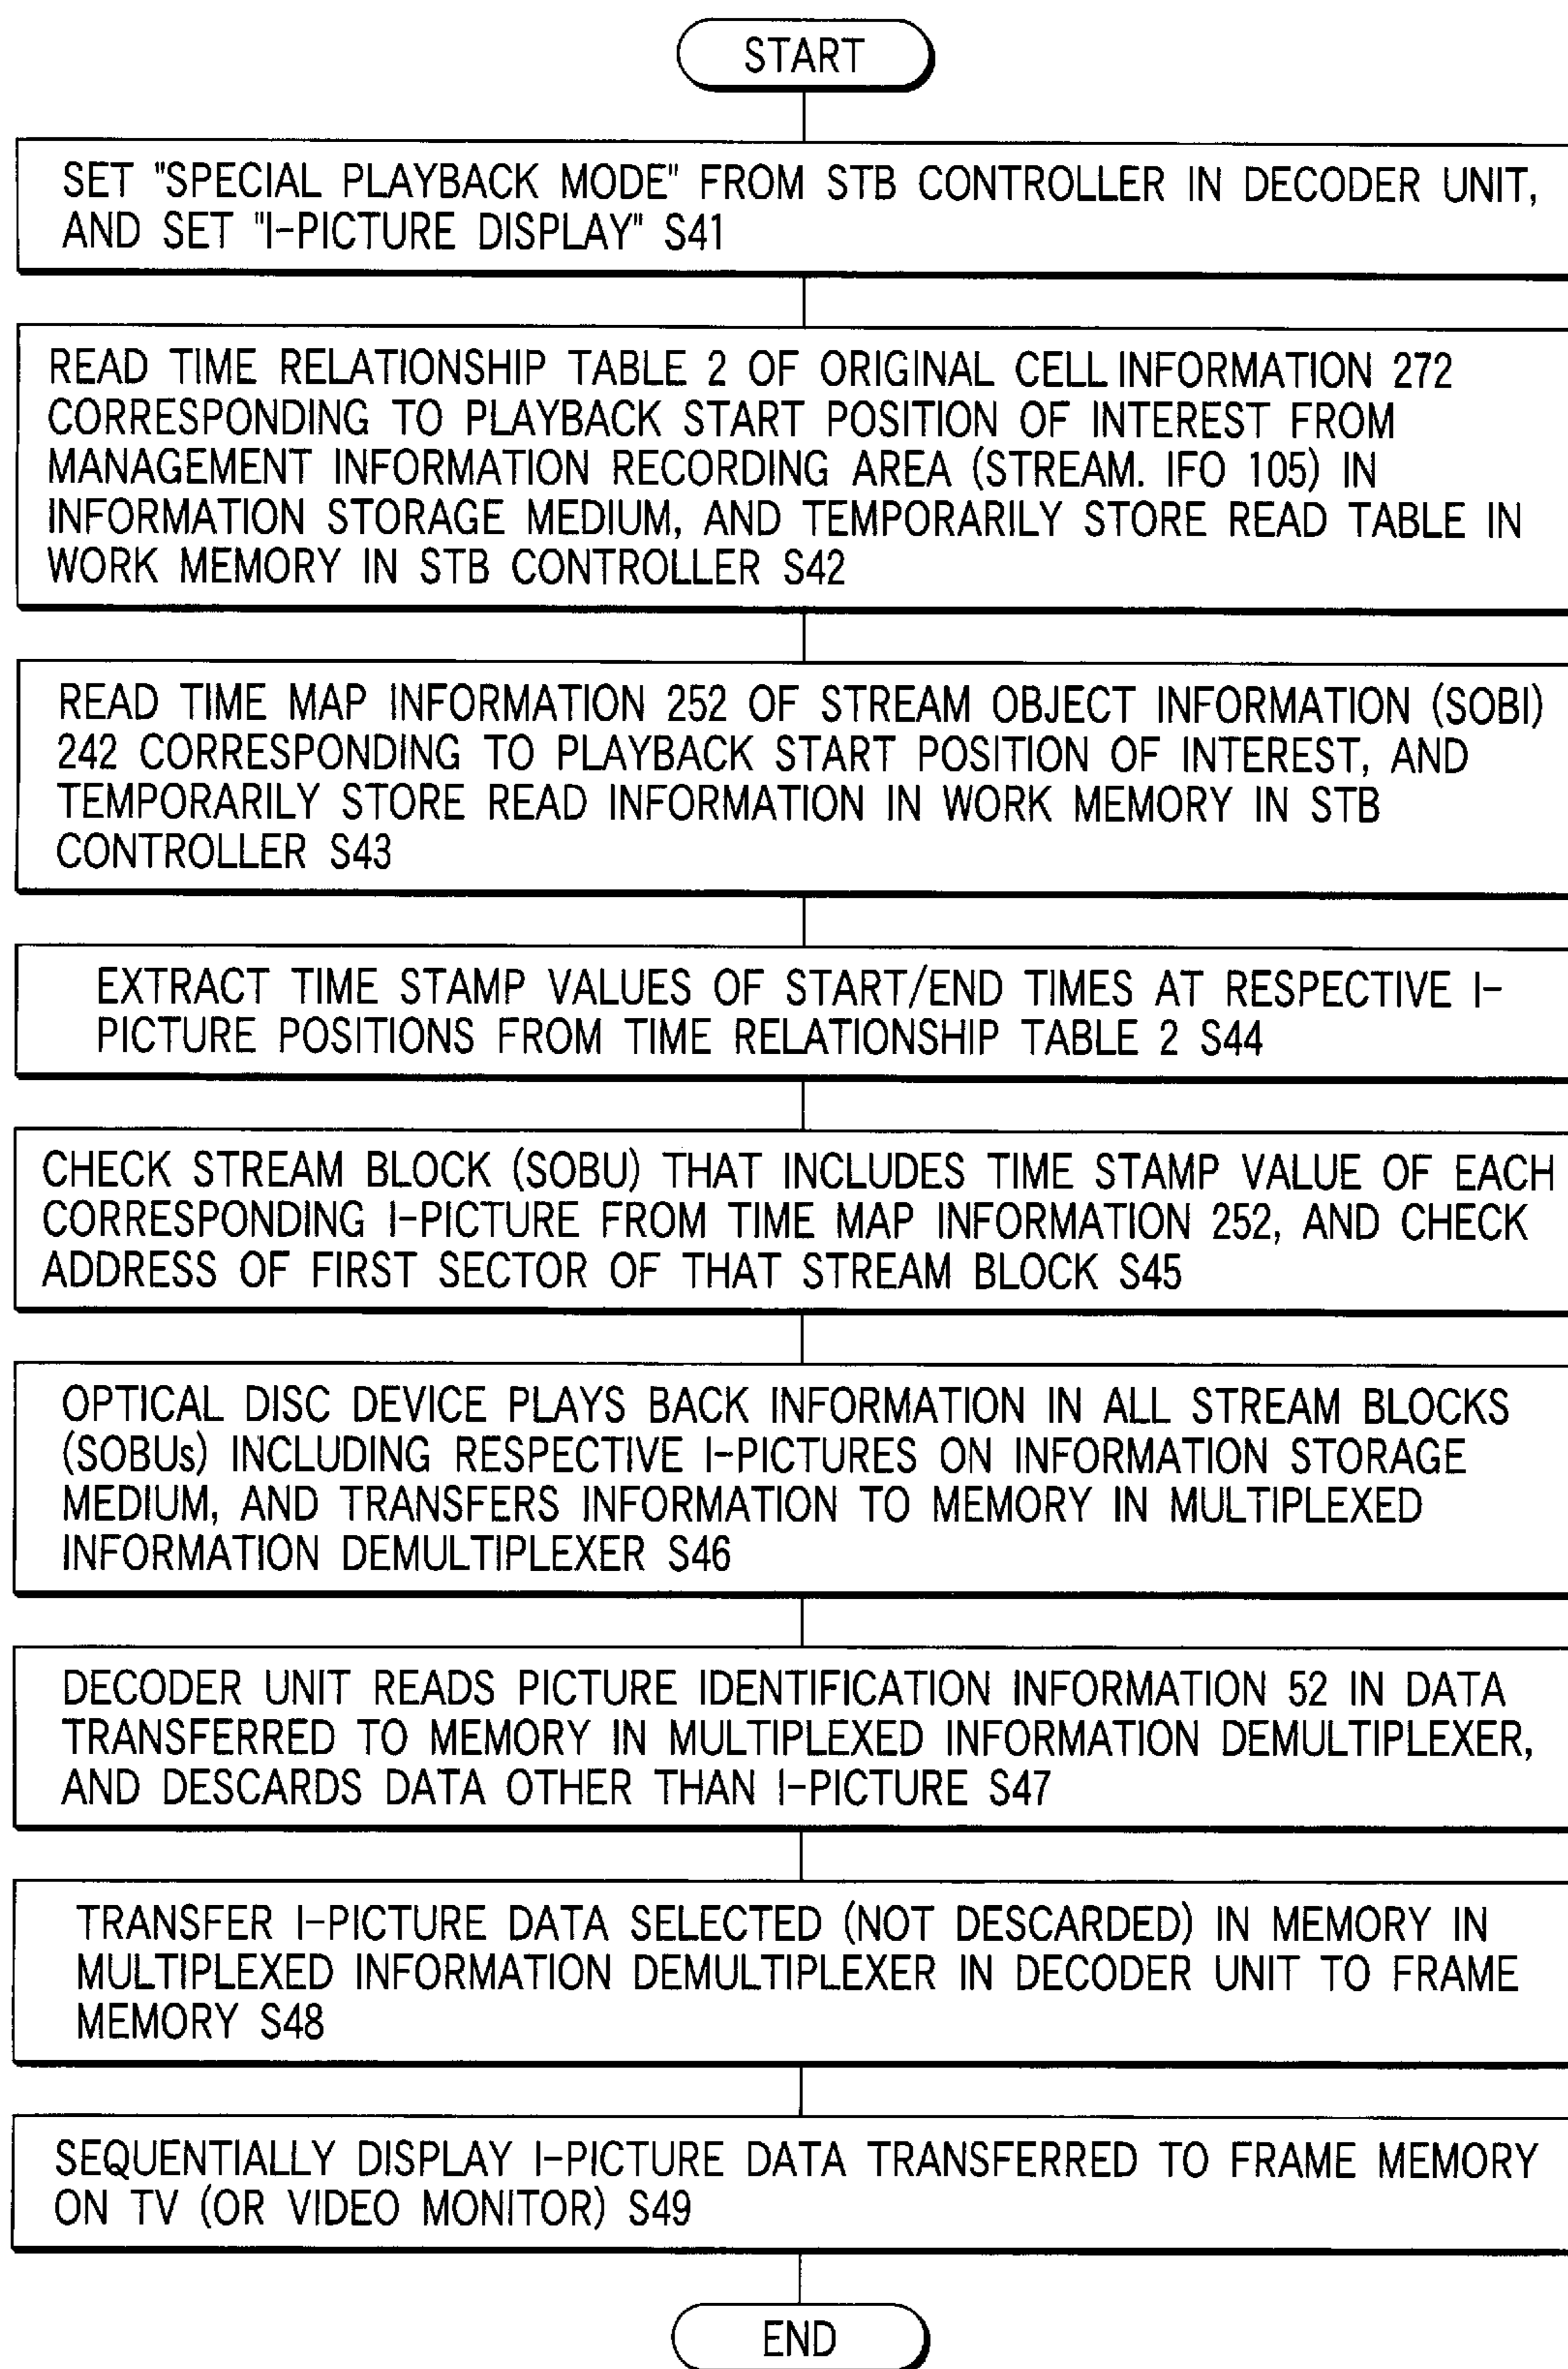 START
SET "SPECIAL PLAYBACK MODE" FROM STB CONTROLLER IN DECODER UNIT,
AND SET "I-PICTURE DISPLAY" S41
READ TIME RELATIONSHIP TABLE 2 OF ORIGINAL CELL INFORMATION 272
CORRESPONDING TO PLAYBACK START POSITION OF INTEREST FROM
MANAGEMENT INFORMATION RECORDING AREA (STREAM. IFO 105) IN
INFORMATION STORAGE MEDIUM, AND TEMPORARILY STORE READ TABLE IN
WORK MEMORY IN STB CONTROLLER S42
READ TIME MAP INFORMATION 252 OF STREAM OBJECT INFORMATION (SOBI)
242 CORRESPONDING TO PLAYBACK START POSITION OF INTEREST, AND
TEMPORARILY STORE READ INFORMATION IN WORK MEMORY IN STB
CONTROLLER S43
EXTRACT TIME STAMP VALUES OF START/END TIMES AT RESPECTIVE I-
PICTURE POSITIONS FROM TIME RELATIONSHIP TABLE 2 S44
CHECK STREAM BLOCK (SOBU) THAT INCLUDES TIME STAMP VALUE OF EACH
CORRESPONDING I-PICTURE FROM TIME MAP INFORMATION 252, AND CHECK
ADDRESS OF FIRST SECTOR OF THAT STREAM BLOCK S45
OPTICAL DISC DEVICE PLAYS BACK INFORMATION IN ALL STREAM BLOCKS
(SOBUs) INCLUDING RESPECTIVE I-PICTURES ON INFORMATION STORAGE
MEDIUM, AND TRANSFERS INFORMATION TO MEMORY IN MULTIPLEXED
INFORMATION DEMULTIPLEXER S46
DECODER UNIT READS PICTURE IDENTIFICATION INFORMATION 52 IN DATA
TRANSFERRED TO MEMORY IN MULTIPLEXED INFORMATION DEMULTIPLEXER,
AND DESCARDS DATA OTHER THAN I-PICTURE S47
TRANSFER I-PICTURE DATA SELECTED (NOT DESCARDED) IN MEMORY IN
MULTIPLEXED INFORMATION DEMULTIPLEXER IN DECODER UNIT TO FRAME
MEMORY S48
SEQUENTIALLY DISPLAY I-PICTURE DATA TRANSFERRED TO FRAME MEMORY
ON TV (OR VIDEO MONITOR) S49
END